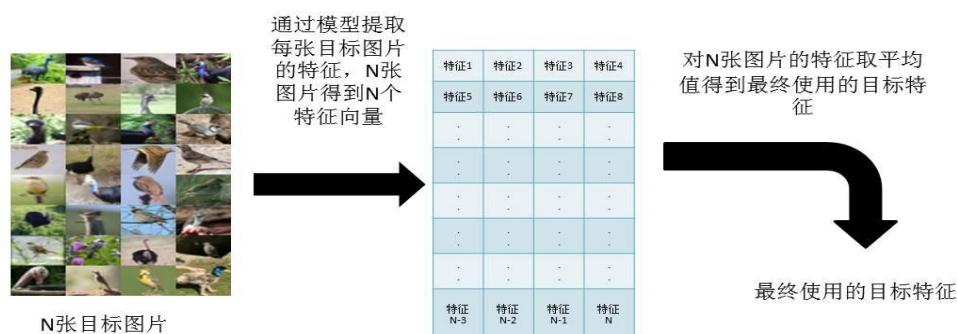 通过模型提取
每张目标图片
的特征，N张
图片得到N个
特征向量
N张目标图片
特征1 特征2 特征3 特征4
特征5 特征6 特征7 特征8
. . . .
. . . .
. . . .
. . . .
. . . .
. . . .
. . . .
. . . .
. . . .
. . . .
特征 特征 特征 特征
N-3 N-2 N-1 N
对N张图片的特征取平均
值得到最终使用的目标特
征
最终使用的目标特征